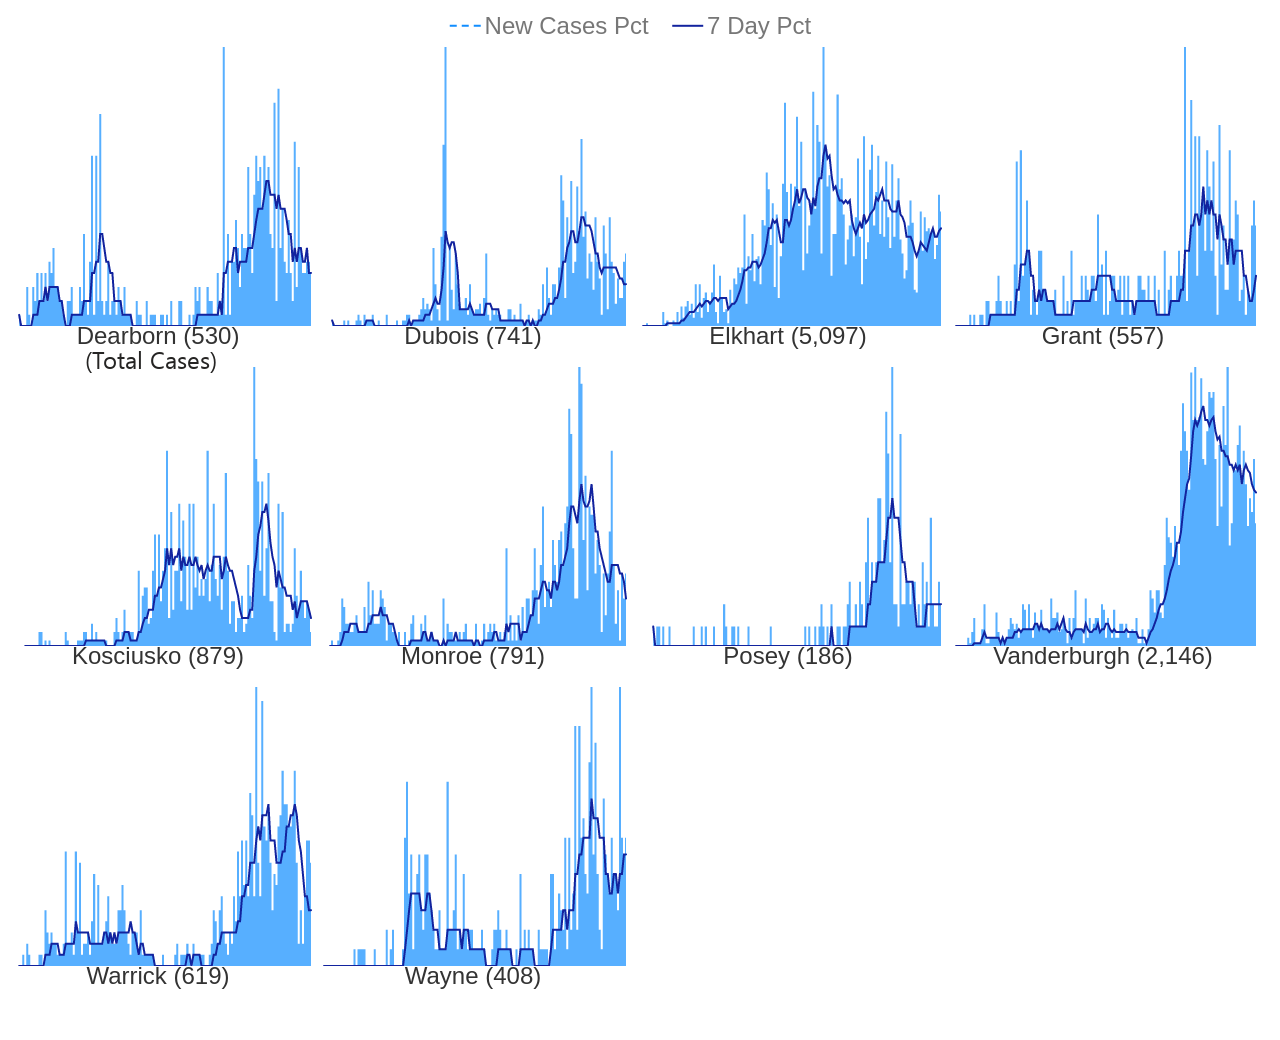 New Cases Pct 7 Day Pct
Dearborn (530) Dubois (741) Elkhart (5,097) Grant (557)
(Total Cases)
Kosciusko (879) Monroe (791) Posey (186) Vanderburgh (2,146)
Warrick (619) Wayne (408)